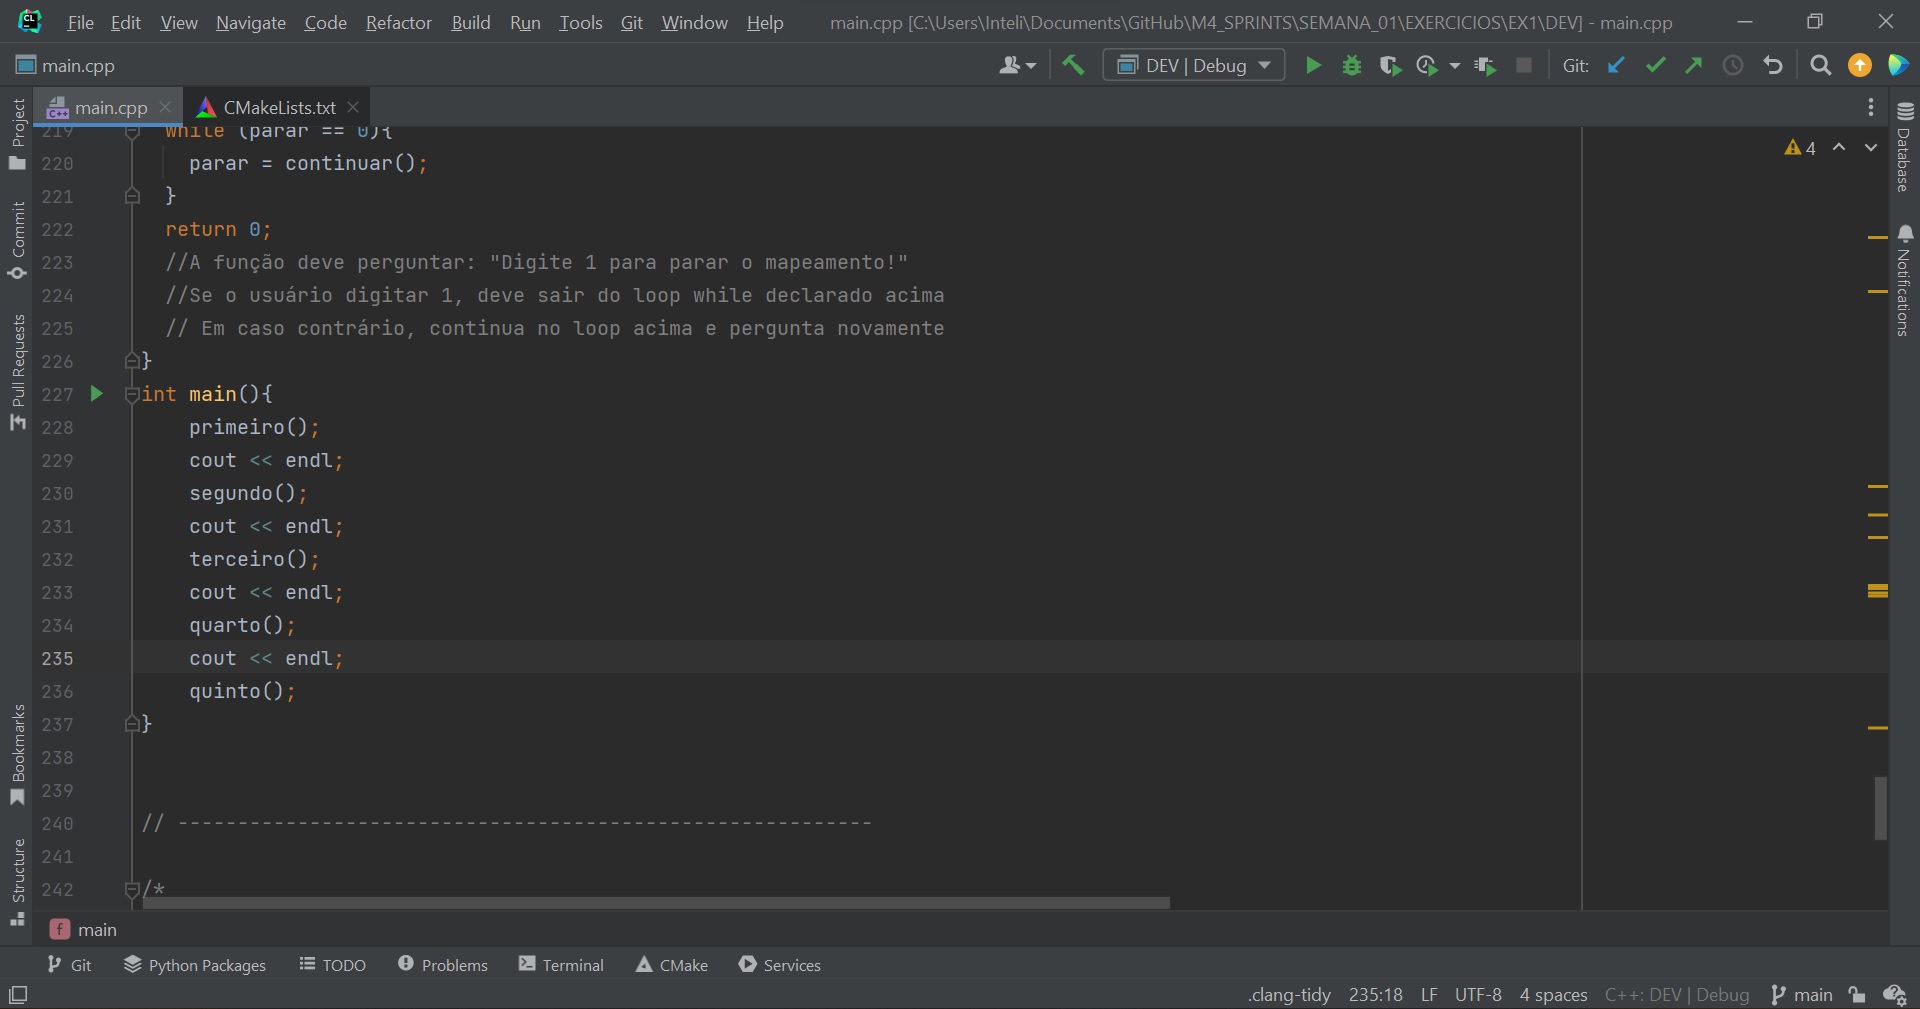 File Edit View Navigate Code Refactor Build Run Tools Git Window Help main.cpp [C:\Users\Inteli\Documents\GitHub\M4_SPRINTS\SEMANA_01\EXERCICIOS\EX1\DEV] - main.cpp
main.cpp DEV | Debug Git:
main.cpp CMakeLists.txt
219 while (parar == 0){
220 parar = continuar();
221 }
222 return 0;
223 //A função deve perguntar: "Digite 1 para parar o mapeamento!"
224 //Se o usuário digitar 1, deve sair do loop while declarado acima
225 // Em caso contrário, continua no loop acima e pergunta novamente
226 }
227 int main(){
228 primeiro();
229 cout << endl;
230 segundo();
231 cout << endl;
232 terceiro();
233 cout << endl;
234 quarto();
235 cout << endl;
236 quinto();
237 }
238
239
240 // ----------------------------------------------------------
241
242 /*
4
Project
Commit
Pull Requests
Bookmarks
Structure
Database
Notifications
f main
Git Python Packages TODO Problems Terminal CMake Services
.clang-tidy 235:18 LF UTF-8 4 spaces C++: DEV | Debug main